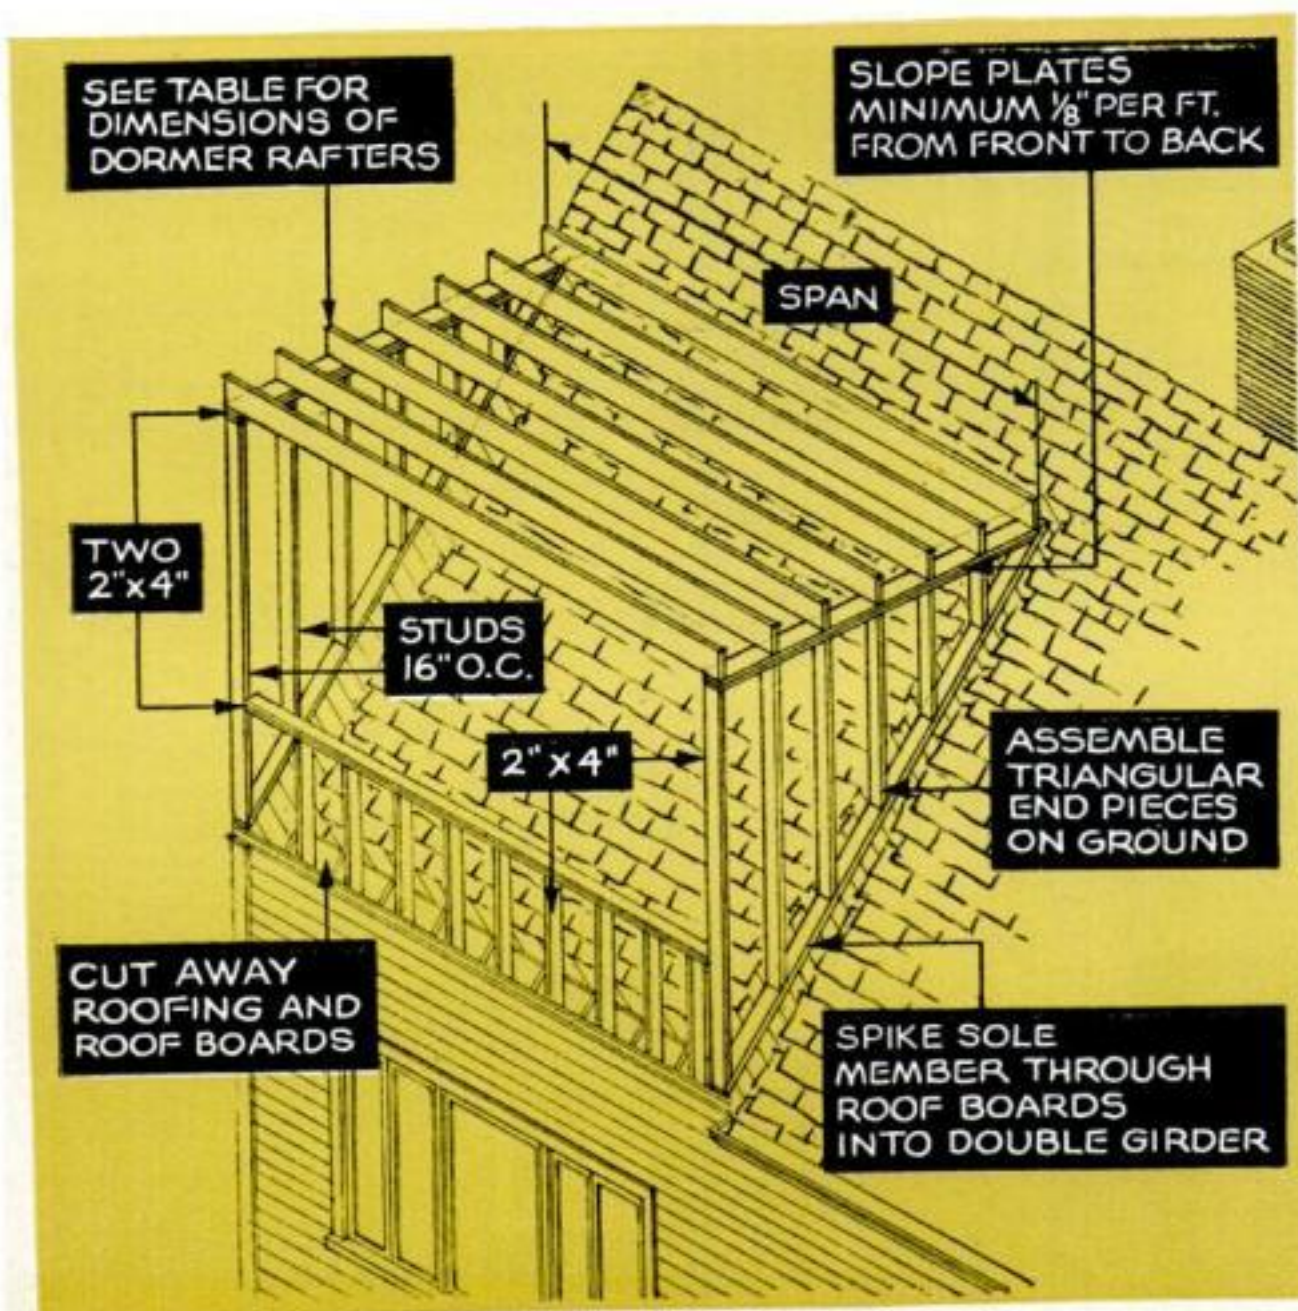 SEE TABLE FOR
DIMENSIONS OF
DORMER RAFTERS
SLOPE PLATES
MINIMUM 1/8" PER FT.
FROM FRONT TO BACK
SPAN
TWO
2"x4"
STUDS
16" O.C.
2" x 4"
ASSEMBLE
TRIANGULAR
END PIECES
ON GROUND
CUT AWAY
ROOFING AND
ROOF BOARDS
SPIKE SOLE
MEMBER THROUGH
ROOF BOARDS
INTO DOUBLE GIRDER